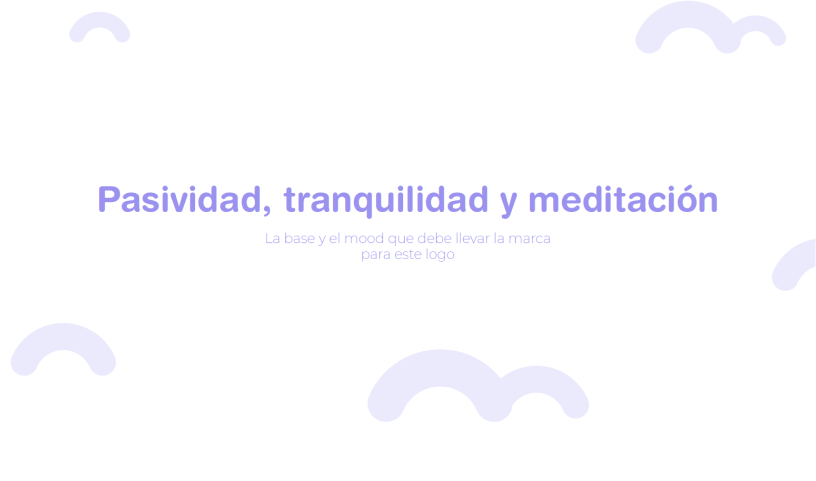 Pasividad, tranquilidad y meditación
La base y el mood que debe llevar la marca
para este logo